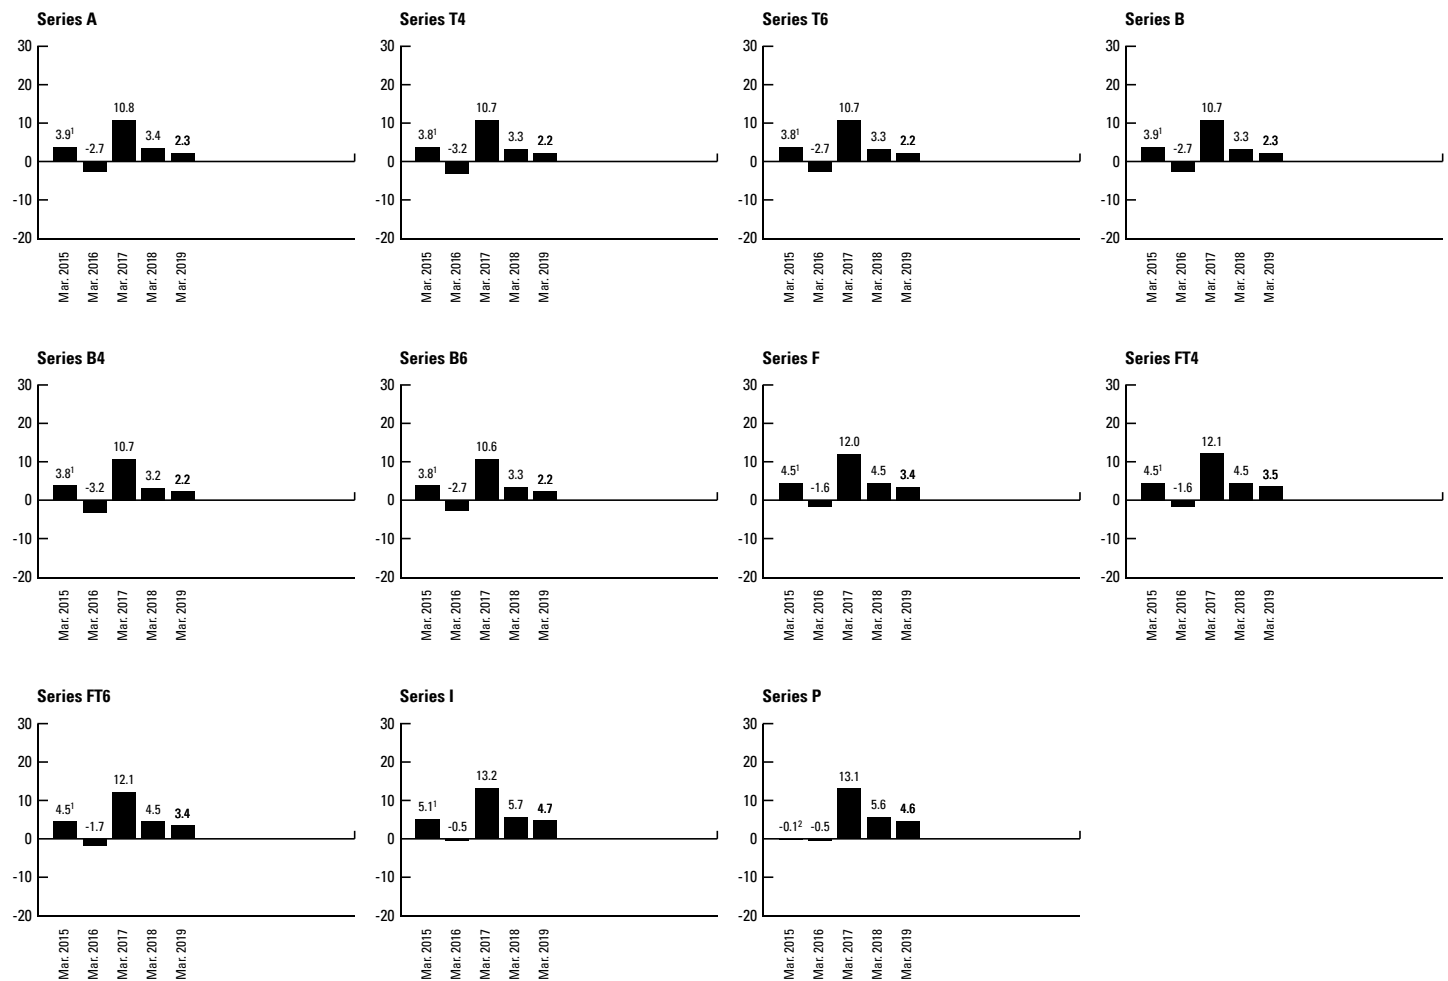 Series A
Series T4
Series T6
Series B
30 30 30 30
20 20 20 20
10.8 10.7 10.7 10.7
10 10 10 10
3.9¹ -2.7 3.4 2.3
3.8¹ -3.2 3.3 2.2
3.8¹ -2.7 3.3 2.2
3.9¹ -2.7 3.3 2.3
0 0 0 0
-10 -10 -10 -10
-20 -20 -20 -20
Mar. 2015 Mar. 2016 Mar. 2017 Mar. 2018 Mar. 2019
Mar. 2015 Mar. 2016 Mar. 2017 Mar. 2018 Mar. 2019
Mar. 2015 Mar. 2016 Mar. 2017 Mar. 2018 Mar. 2019
Mar. 2015 Mar. 2016 Mar. 2017 Mar. 2018 Mar. 2019
Series B4
Series B6
Series F
Series FT4
30 30 30 30
20 20 20 20
10.7 10.6 12.0 12.1
10 10 10 10
3.8¹ -3.2 3.2 2.2
3.8¹ -2.7 3.3 2.2
4.5¹ -1.6 4.5 3.4
4.5¹ -1.6 4.5 3.5
0 0 0 0
-10 -10 -10 -10
-20 -20 -20 -20
Mar. 2015 Mar. 2016 Mar. 2017 Mar. 2018 Mar. 2019
Mar. 2015 Mar. 2016 Mar. 2017 Mar. 2018 Mar. 2019
Mar. 2015 Mar. 2016 Mar. 2017 Mar. 2018 Mar. 2019
Mar. 2015 Mar. 2016 Mar. 2017 Mar. 2018 Mar. 2019
Series FT6
Series I
Series P
30 30 30
20 20 20
12.1 13.2 13.1
10 10 10
4.5¹ -1.7 4.5 3.4
5.1¹ -0.5 5.7 4.7
-0.1² -0.5 5.6 4.6
0 0 0
-10 -10 -10
-20 -20 -20
Mar. 2015 Mar. 2016 Mar. 2017 Mar. 2018 Mar. 2019
Mar. 2015 Mar. 2016 Mar. 2017 Mar. 2018 Mar. 2019
Mar. 2015 Mar. 2016 Mar. 2017 Mar. 2018 Mar. 2019